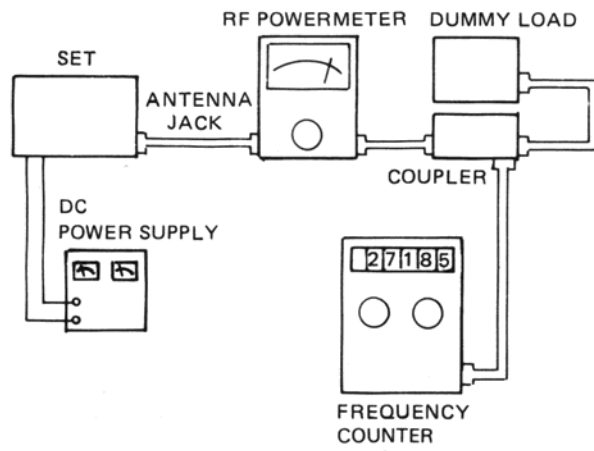 RF POWERMETER
DUMMY LOAD
SET
ANTENNA
JACK
COUPLER
DC
POWER SUPPLY
27185
FREQUENCY
COUNTER